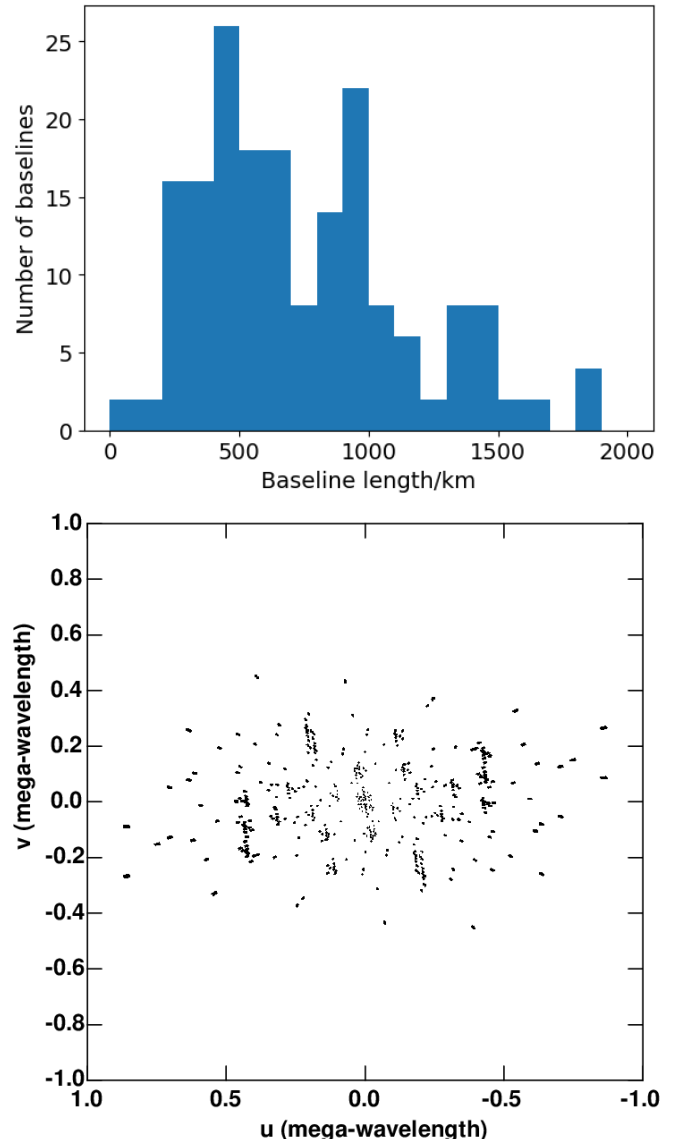 25
20
15
10
5
0
Number of baselines
0 500 1000 1500 2000
Baseline length/km
1.0
0.8
0.6
0.4
0.2
0.0
-0.2
-0.4
-0.6
-0.8
-1.0
v (mega-wavelength)
1.0 0.5 0.0 -0.5 -1.0
u (mega-wavelength)